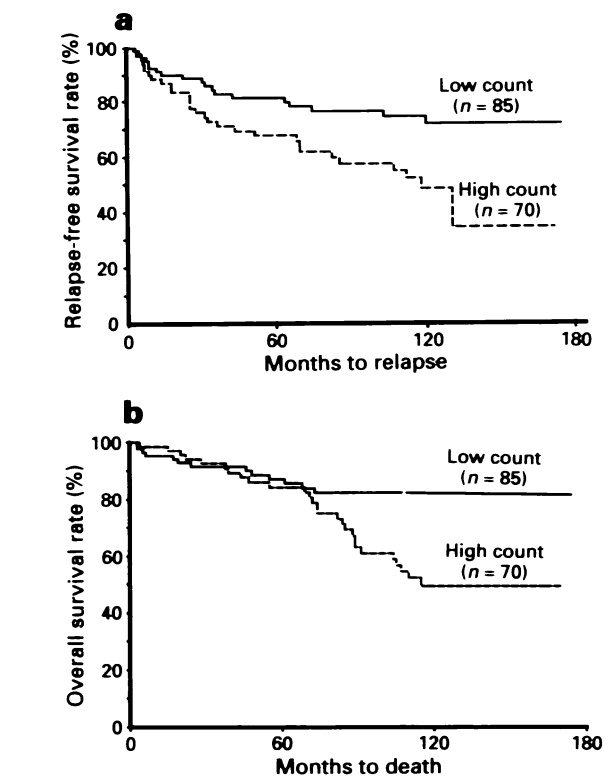 a
Relapse-free survival rate (%)
100
80
60
40
20
0
Low count
(n = 85)
High count
(n = 70)
0
60
120
180
Months to relapse
b
Overall survival rate (%)
100
80
60
40
20
0
Low count
(n = 85)
High count
(n = 70)
0
60
120
180
Months to death